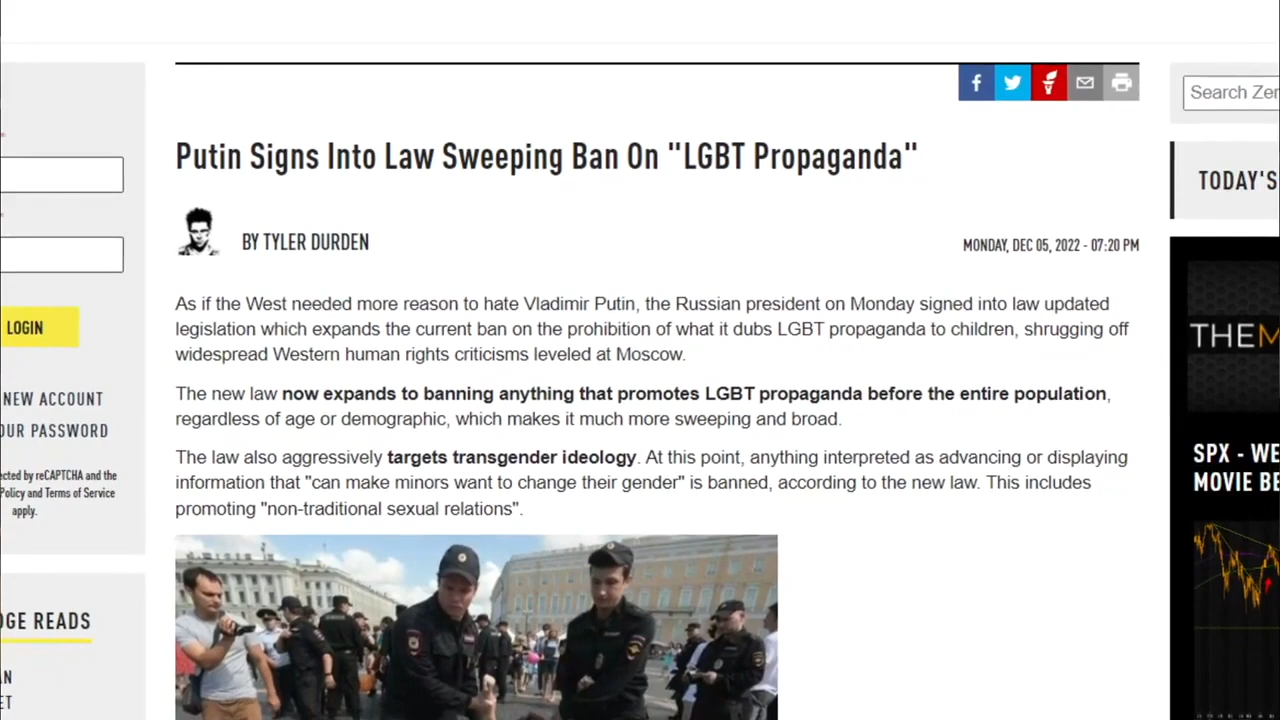 Search Zer
Putin Signs Into Law Sweeping Ban On "LGBT Propaganda"
TODAY'S
BY TYLER DURDEN
MONDAY, DEC 05, 2022 - 07:20 PM
As if the West needed more reason to hate Vladimir Putin, the Russian president on Monday signed into law updated
legislation which expands the current ban on the prohibition of what it dubs LGBT propaganda to children, shrugging off
widespread Western human rights criticisms leveled at Moscow.
The new law now expands to banning anything that promotes LGBT propaganda before the entire population,
regardless of age or demographic, which makes it much more sweeping and broad.
The law also aggressively targets transgender ideology. At this point, anything interpreted as advancing or displaying
information that "can make minors want to change their gender" is banned, according to the new law. This includes
promoting "non-traditional sexual relations".
LOGIN
NEW ACCOUNT
OUR PASSWORD
ected by reCAPTCHA and the
Policy and Terms of Service
apply.
DGE READS
AN
ET
THEM
SPX - WE
MOVIE BE